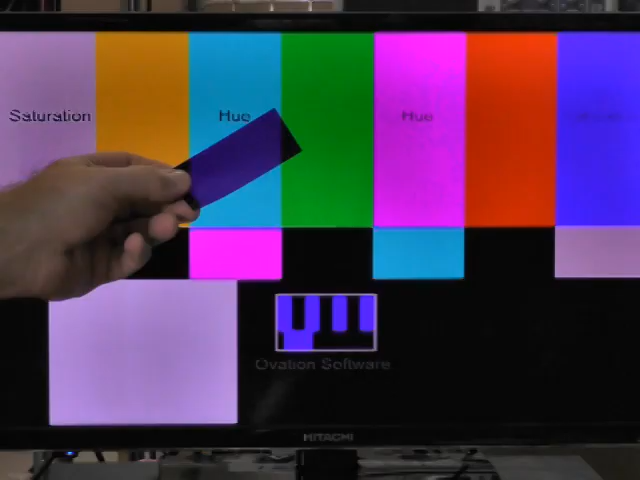 Saturation
Hue
Hue
Ovation Software
HITACHI